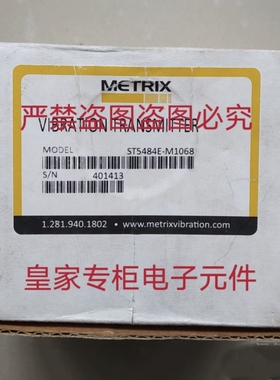 METRIX
严禁盗图盗图必究
VIBRATION TRANSMITTER
MODEL ST5484E-M1068
S/N 401413
1.281.940.1802 • www.metrixvibration.com
皇家专柜电子元件